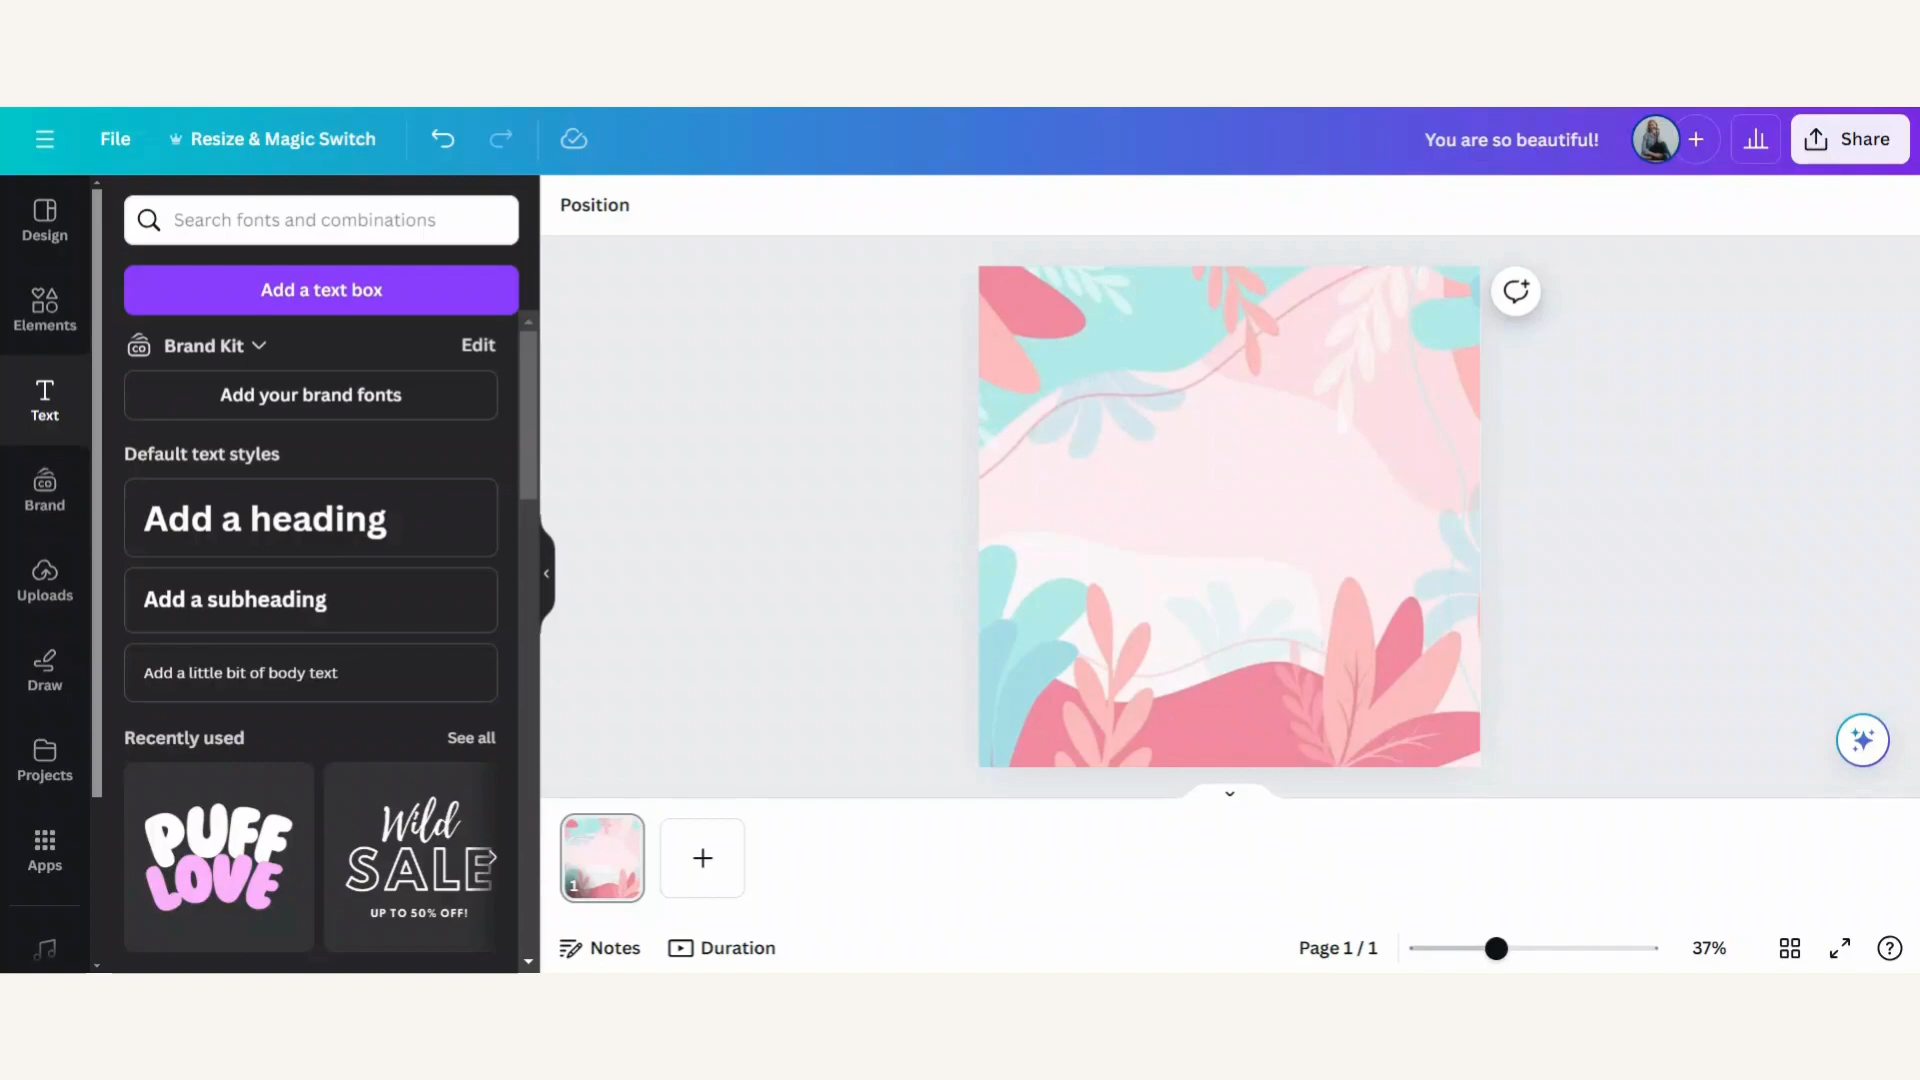 File
Resize & Magic Switch
You are so beautiful!
Share
Design
Elements
Text
Brand
Uploads
Draw
Projects
Apps
Search fonts and combinations
Add a text box
Brand Kit
Edit
Add your brand fonts
Default text styles
Add a heading
Add a subheading
Add a little bit of body text
Recently used
See all
PUFF
LOVE
Wild
SALE
UP TO 50% OFF!
Position
1
Notes
Duration
Page 1 / 1
37%